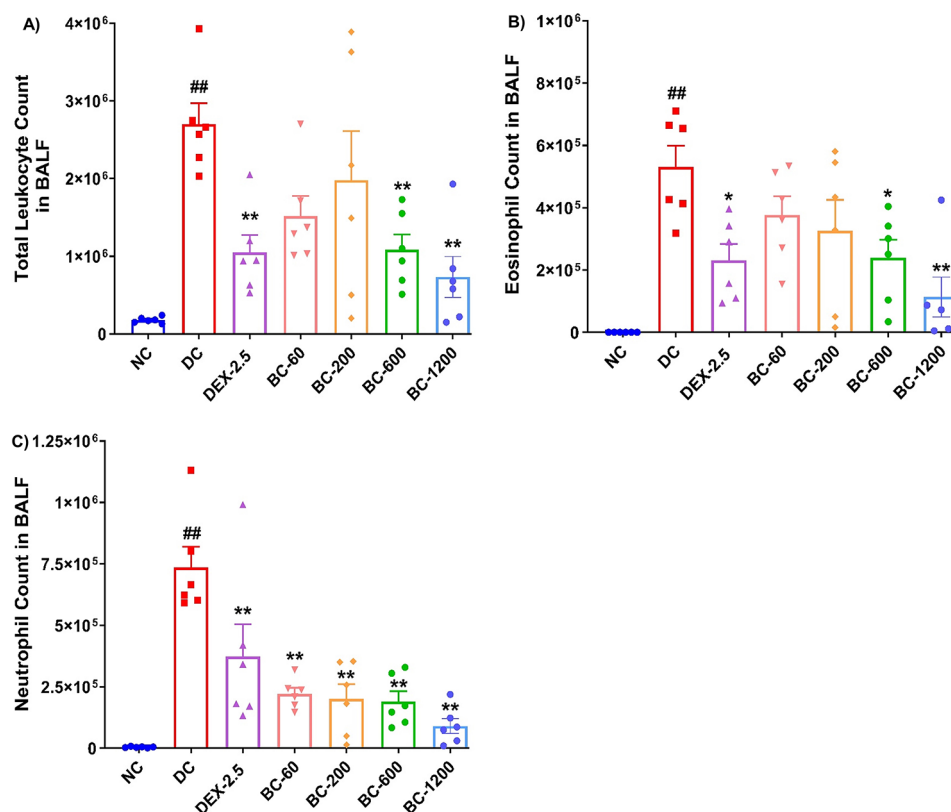 A)
Total Leukocyte Count
in BALF
4×10⁶
3×10⁶
2×10⁶
1×10⁶
0
##
**
**
**
NC
DC
DEX-2.5
BC-60
BC-200
BC-600
BC-1200
B)
Eosinophil Count in BALF
1×10⁶
8×10⁵
6×10⁵
4×10⁵
2×10⁵
0
##
*
*
**
NC
DC
DEX-2.5
BC-60
BC-200
BC-600
BC-1200
C)
Neutrophil Count in BALF
1.25×10⁶
1×10⁶
7.5×10⁵
5×10⁵
2.5×10⁵
0
##
**
**
**
**
**
NC
DC
DEX-2.5
BC-60
BC-200
BC-600
BC-1200